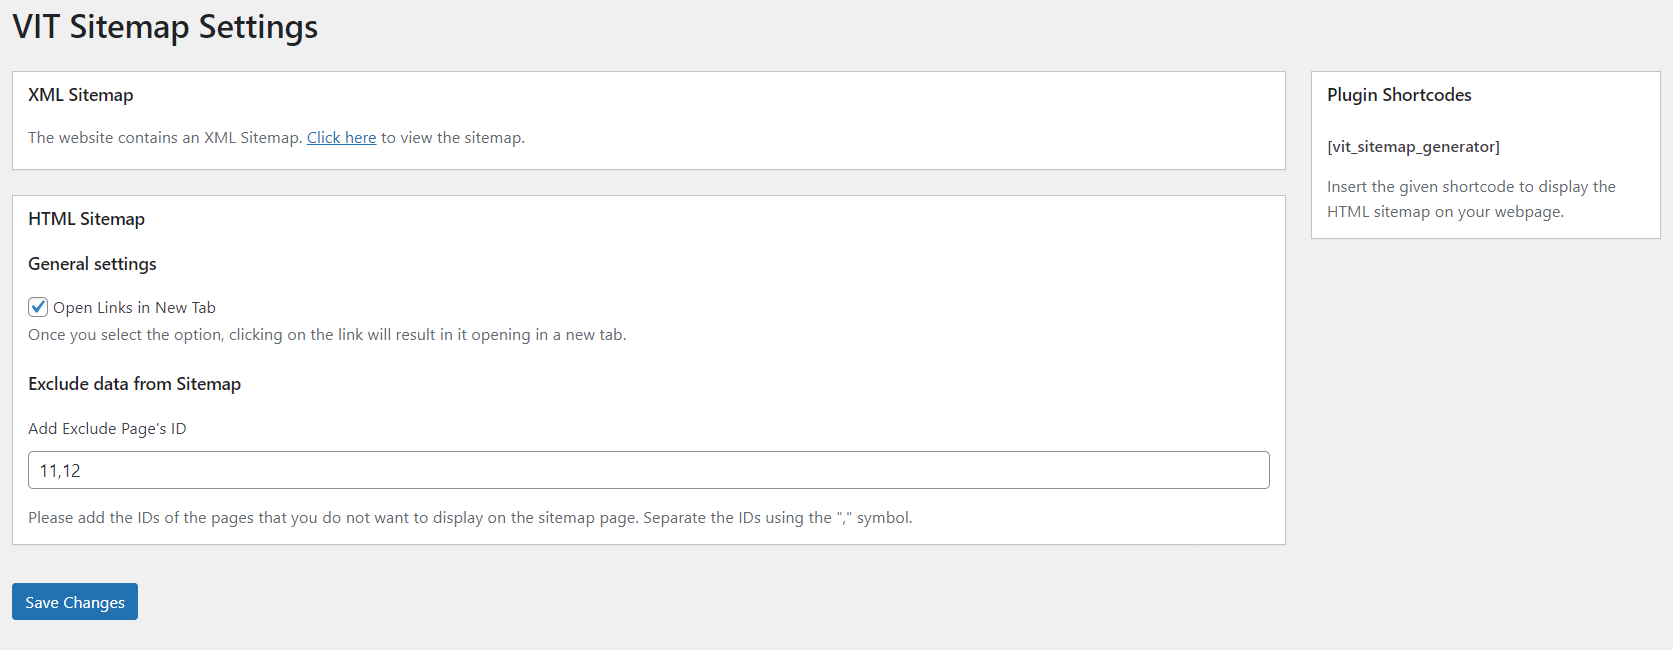 VIT Sitemap Settings
XML Sitemap
The website contains an XML Sitemap. Click here to view the sitemap.
HTML Sitemap
General settings
Open Links in New Tab
Once you select the option, clicking on the link will result in it opening in a new tab.
Exclude data from Sitemap
Add Exclude Page's ID
11,12
Please add the IDs of the pages that you do not want to display on the sitemap page. Separate the IDs using the "," symbol.
Save Changes
Plugin Shortcodes
[vit_sitemap_generator]
Insert the given shortcode to display the
HTML sitemap on your webpage.